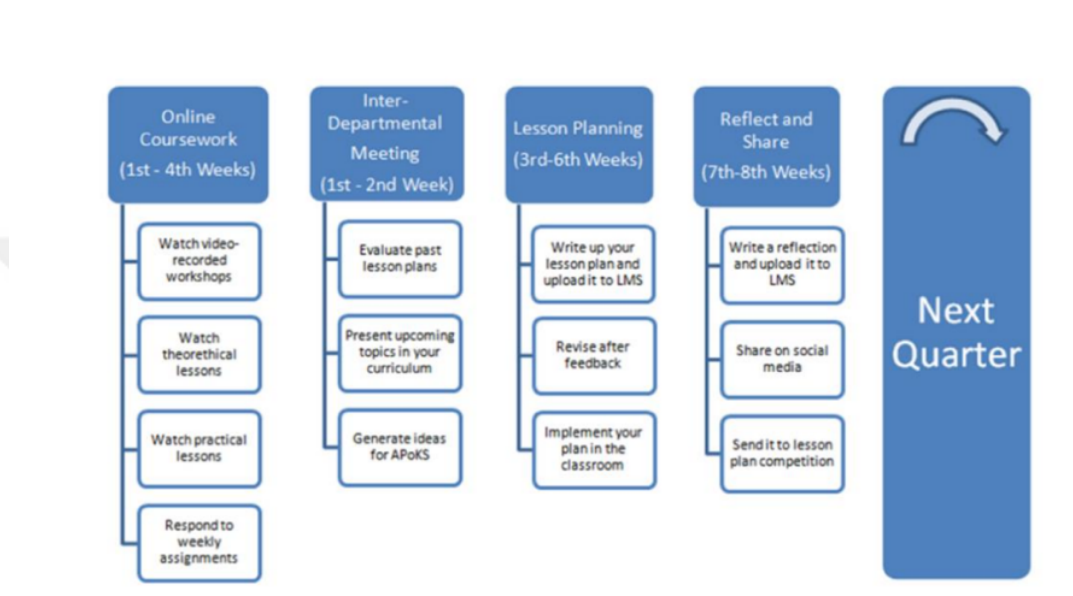 Online
Coursework
(1st - 4th Weeks)
Watch video-
recorded
workshops
Watch
theorethical
lessons
Watch practical
lessons
Respond to
weekly
assignments
Inter-
Departmental
Meeting
(1st - 2nd Week)
Evaluate past
lesson plans
Present upcoming
topics in your
curriculum
Generate ideas
for APoKS
Lesson Planning
(3rd-6th Weeks)
Write up your
lesson plan and
upload it to LMS
Revise after
feedback
Implement your
plan in the
classroom
Reflect and
Share
(7th-8th Weeks)
Write a reflection
and upload it to
LMS
Share on social
media
Send it to lesson
plan competition
Next
Quarter